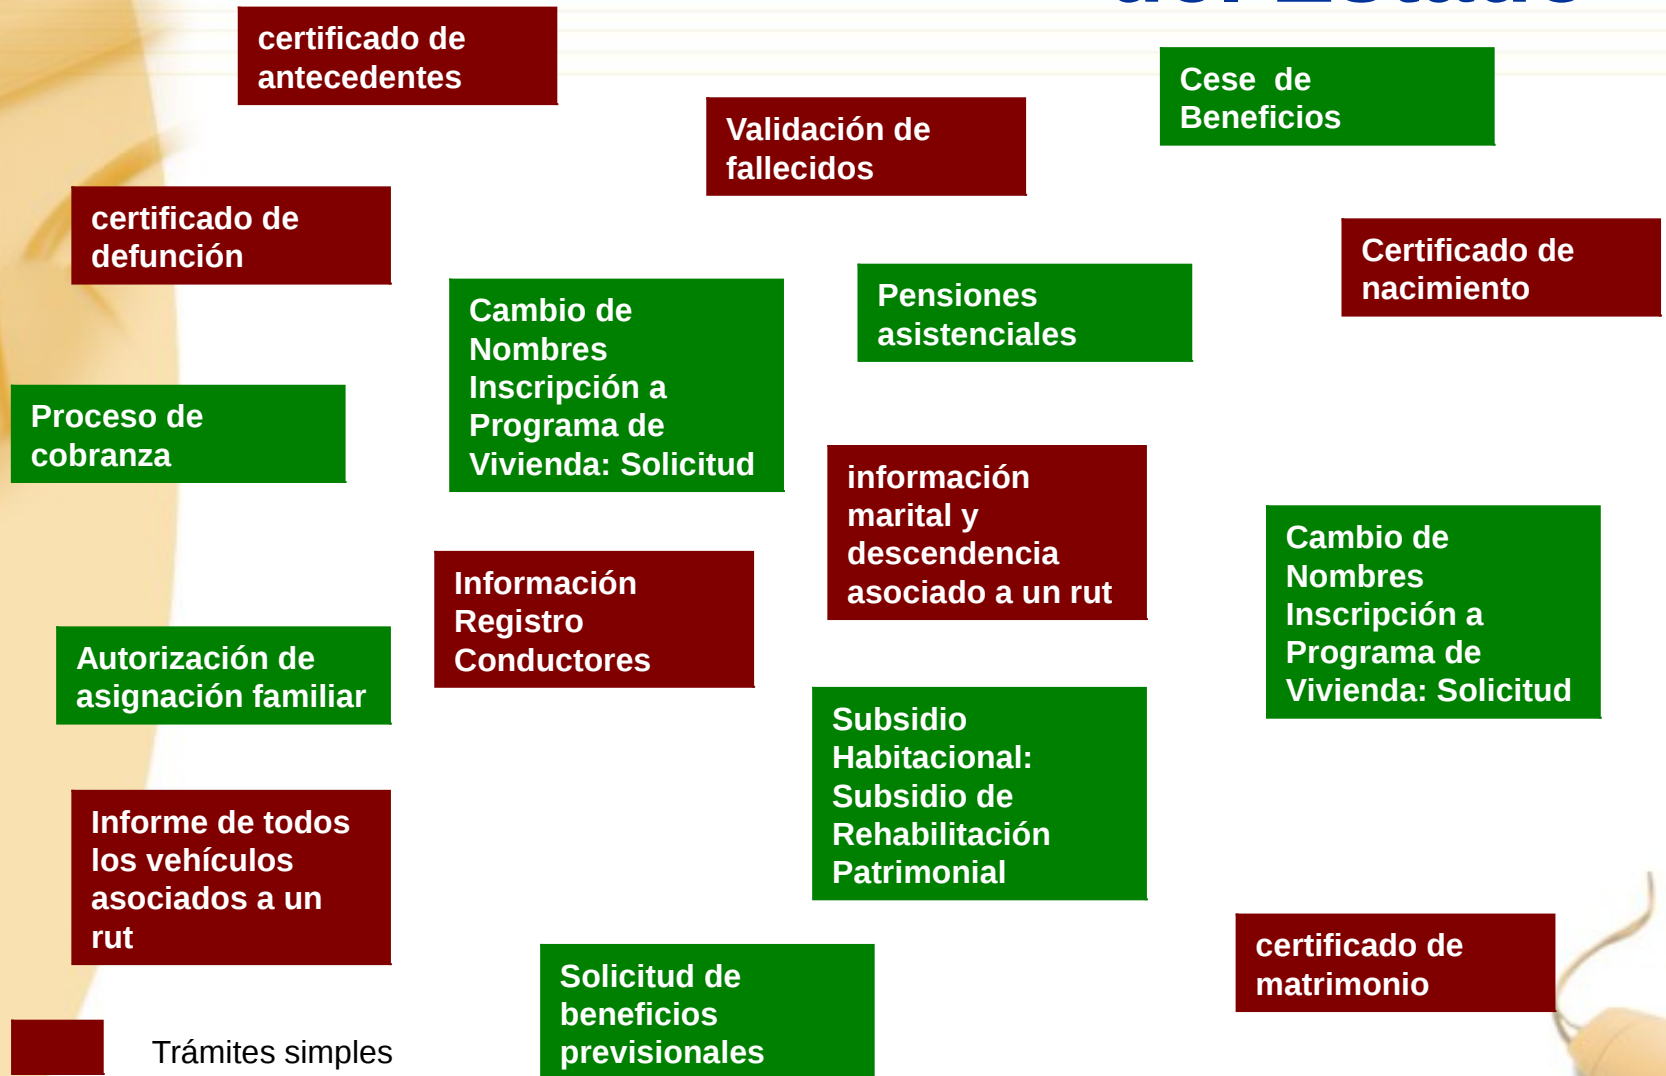 del Estado
certificado de
antecedentes
Cese de
Beneficios
Validación de
fallecidos
certificado de
defunción
Certificado de
nacimiento
Cambio de
Nombres
Inscripción a
Programa de
Vivienda: Solicitud
Pensiones
asistenciales
Proceso de
cobranza
información
marital y
descendencia
asociado a un rut
Cambio de
Nombres
Inscripción a
Programa de
Vivienda: Solicitud
Información
Registro
Conductores
Autorización de
asignación familiar
Subsidio
Habitacional:
Subsidio de
Rehabilitación
Patrimonial
Informe de todos
los vehículos
asociados a un
rut
certificado de
matrimonio
Solicitud de
beneficios
previsionales
Trámites simples